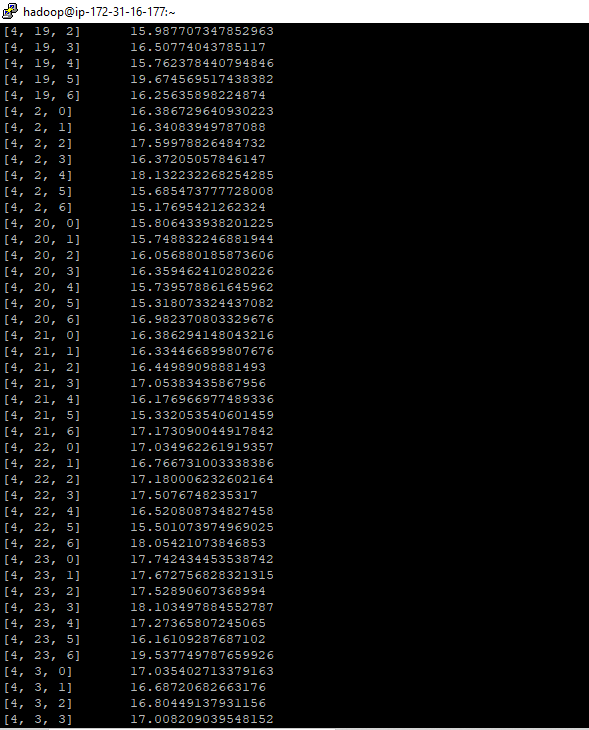 hadoop@ip-172-31-16-177:~
[4, 19, 2]	15.987707347852963
[4, 19, 3]	16.50774043785117
[4, 19, 4]	15.762378440794846
[4, 19, 5]	19.674569517438382
[4, 19, 6]	16.25635898224874
[4, 2, 0]	16.386729640930223
[4, 2, 1]	16.34083949787088
[4, 2, 2]	17.59978826484732
[4, 2, 3]	16.37205057846147
[4, 2, 4]	18.132232268254285
[4, 2, 5]	15.685473777728008
[4, 2, 6]	15.17695421262324
[4, 20, 0]	15.806433938201225
[4, 20, 1]	15.748832246881944
[4, 20, 2]	16.056880185873606
[4, 20, 3]	16.359462410280226
[4, 20, 4]	15.739578861645962
[4, 20, 5]	15.318073324437082
[4, 20, 6]	16.982370803329676
[4, 21, 0]	16.386294148043216
[4, 21, 1]	16.334466899807676
[4, 21, 2]	16.44989098881493
[4, 21, 3]	17.05383435867956
[4, 21, 4]	16.176966977489336
[4, 21, 5]	15.332053540601459
[4, 21, 6]	17.173090044917842
[4, 22, 0]	17.034962261919357
[4, 22, 1]	16.766731003338386
[4, 22, 2]	17.180006232602164
[4, 22, 3]	17.5076748235317
[4, 22, 4]	16.520808734827458
[4, 22, 5]	15.501073974969025
[4, 22, 6]	18.05421073846853
[4, 23, 0]	17.742434453538742
[4, 23, 1]	17.672756828321315
[4, 23, 2]	17.52890607368994
[4, 23, 3]	18.103497884552787
[4, 23, 4]	17.27365807245065
[4, 23, 5]	16.16109287687102
[4, 23, 6]	19.537749787659926
[4, 3, 0]	17.035402713379163
[4, 3, 1]	16.68720682663176
[4, 3, 2]	16.80449137931156
[4, 3, 3]	17.008209039548152